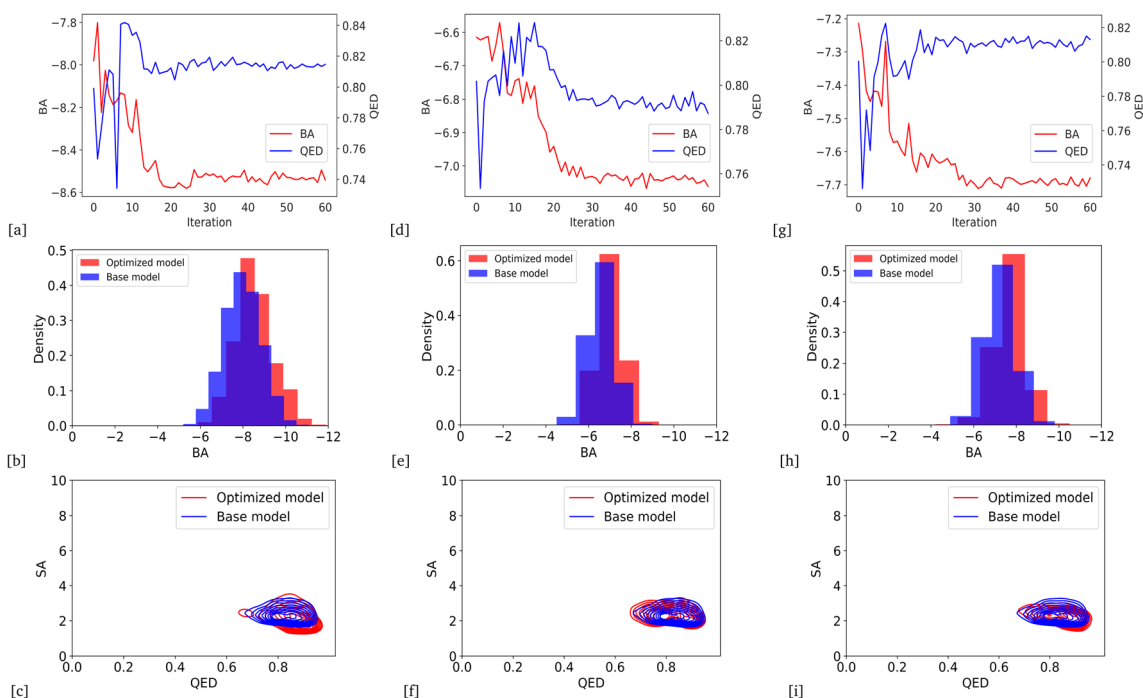 −7.8
−8.0
−8.2
−8.4
−8.6
BA
0.84
0.82
0.80
0.78
0.76
0.74
QED
BA
QED
0 10 20 30 40 50 60
Iteration
[a]
−6.6
−6.8
−6.9
−7.0
BA
0.82
0.80
0.78
0.76
QED
BA
QED
0 10 20 30 40 50 60
Iteration
[d]
−7.2
−7.3
−7.4
−7.5
−7.6
−7.7
BA
0.82
0.80
0.78
0.76
0.74
QED
BA
QED
0 10 20 30 40 50 60
Iteration
[g]
0.5
0.4
0.3
0.2
0.1
0.0
Density
Optimized model
Base model
0 −2 −4 −6 −8 −10 −12
BA
[b]
0.6
0.4
0.2
0.0
Density
Optimized model
Base model
0 −2 −4 −6 −8 −10 −12
BA
[e]
0.5
0.4
0.3
0.2
0.1
0.0
Density
Optimized model
Base model
0 −2 −4 −6 −8 −10 −12
BA
[h]
10
8
6
4
2
0
SA
Optimized model
Base model
0.0 0.2 0.4 0.6 0.8
QED
[c]
10
8
6
4
2
0
SA
Optimized model
Base model
0.0 0.2 0.4 0.6 0.8
QED
[f]
10
8
6
4
2
0
SA
Optimized model
Base model
0.0 0.2 0.4 0.6 0.8
QED
[i]